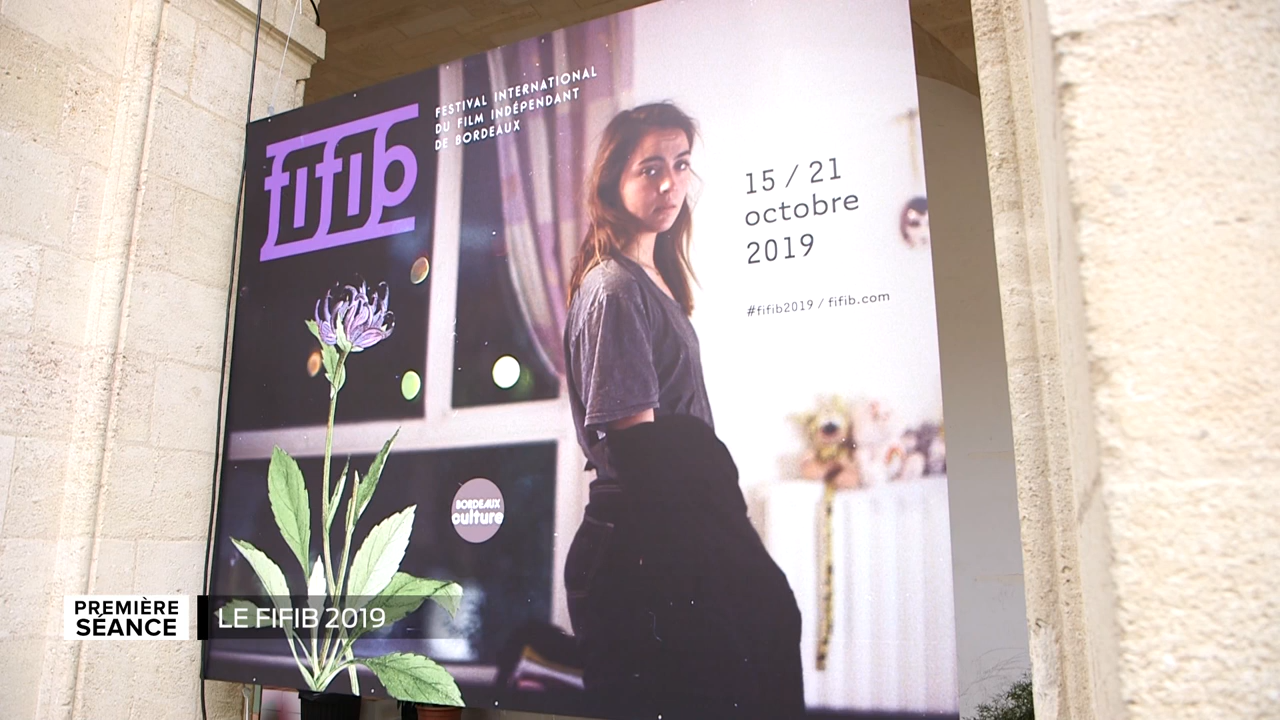 fifib
FESTIVAL INTERNATIONAL
DU FILM INDÉPENDANT
DE BORDEAUX
15 / 21
octobre
2019
#fifib2019 / fifib.com
BORDEAUX
culture
PREMIÈRE
SÉANCE
LE FIFIB 2019